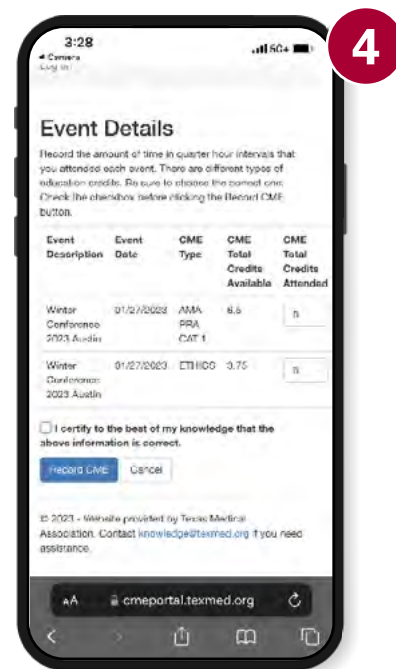 4
3:28
5G+
Camera
Log In
Event Details
Record the amount of time in quarter hour intervals that
you attended each event. There are different types of
education credits. Be sure to choose the correct one.
Check the checkbox before clicking the Record CME
button.
Event Description Event Date CME Type CME Total Credits Available CME Total Credits Attended
Winter Conference 2023 Austin 01/27/2023 AMA PRA CAT 1
Winter Conference 2023 Austin 01/27/2023 ETHICS 3.75
I certify to the best of my knowledge that the
above information is correct.
Record CME Cancel
© 2023 - Website provided by Texas Medical
Association. Contact knowledge@texmed.org if you need
assistance.
AA cmeportal.texmed.org